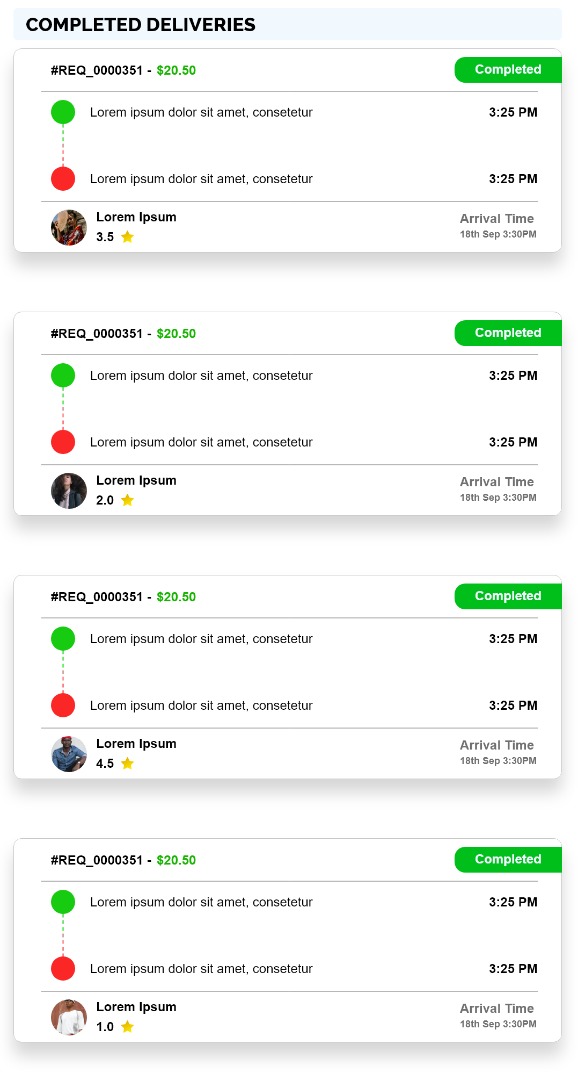 COMPLETED DELIVERIES
#REQ_0000351 - $20.50 Completed
Lorem ipsum dolor sit amet, consetetur 3:25 PM
Lorem ipsum dolor sit amet, consetetur 3:25 PM
Lorem Ipsum Arrival Time
3.5 18th Sep 3:30PM
#REQ_0000351 - $20.50 Completed
Lorem ipsum dolor sit amet, consetetur 3:25 PM
Lorem ipsum dolor sit amet, consetetur 3:25 PM
Lorem Ipsum Arrival Time
2.0 18th Sep 3:30PM
#REQ_0000351 - $20.50 Completed
Lorem ipsum dolor sit amet, consetetur 3:25 PM
Lorem ipsum dolor sit amet, consetetur 3:25 PM
Lorem Ipsum Arrival Time
4.5 18th Sep 3:30PM
#REQ_0000351 - $20.50 Completed
Lorem ipsum dolor sit amet, consetetur 3:25 PM
Lorem ipsum dolor sit amet, consetetur 3:25 PM
Lorem Ipsum Arrival Time
1.0 18th Sep 3:30PM